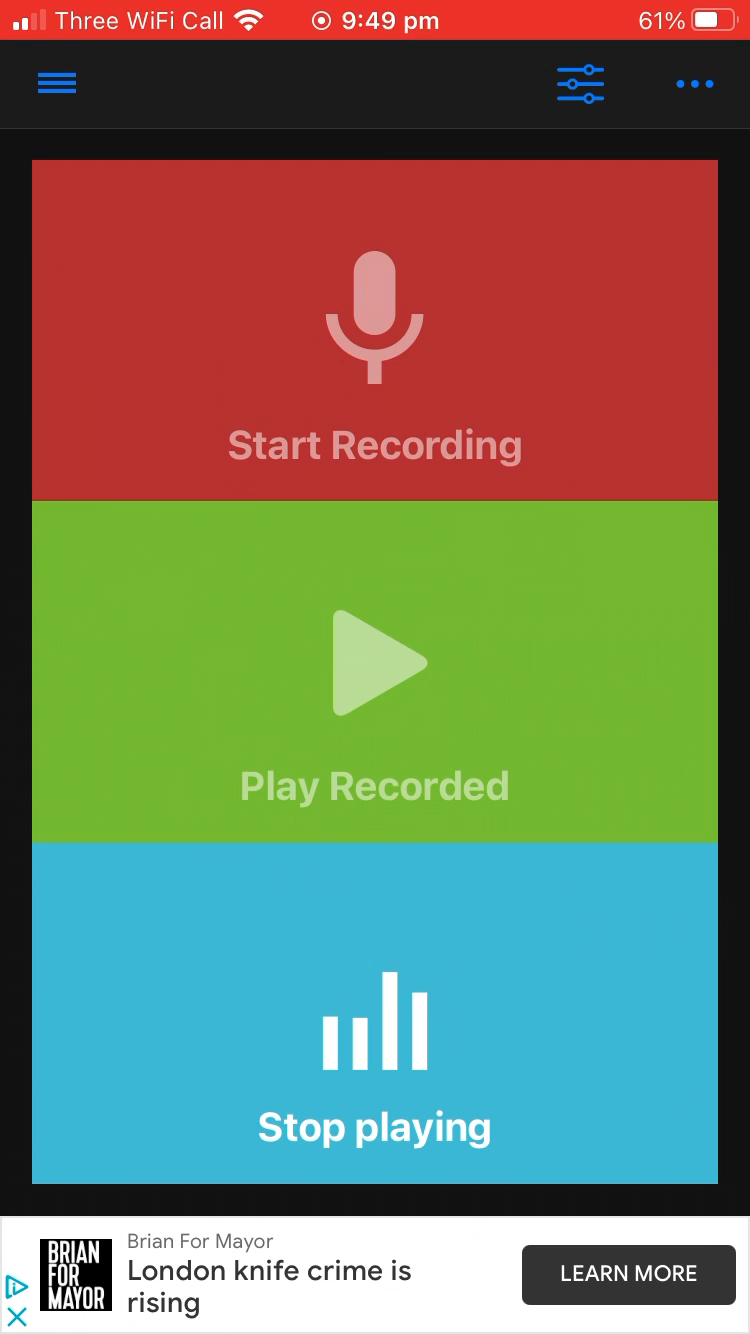 Three WiFi Call 9:49 pm 61%
Start Recording
Play Recorded
Stop playing
Brian For Mayor
BRIAN
FOR
MAYOR
London knife crime is
rising
LEARN MORE